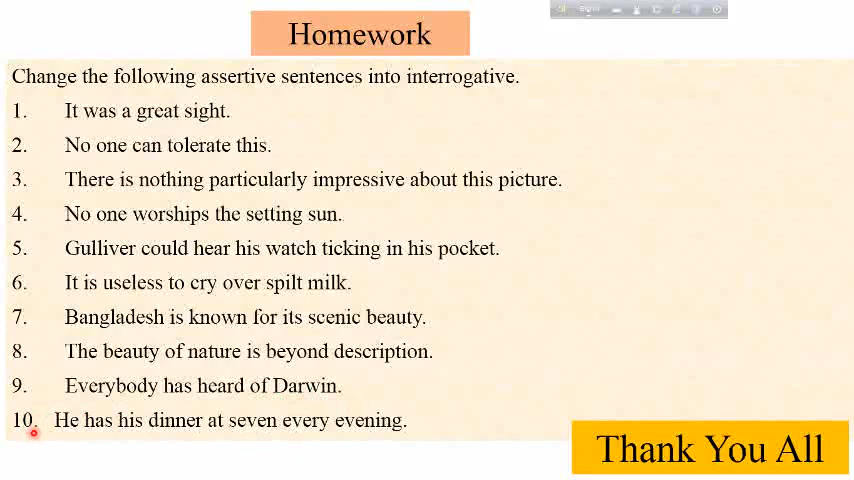 Homework
Change the following assertive sentences into interrogative.
1. It was a great sight.
2. No one can tolerate this.
3. There is nothing particularly impressive about this picture.
4. No one worships the setting sun.
5. Gulliver could hear his watch ticking in his pocket.
6. It is useless to cry over spilt milk.
7. Bangladesh is known for its scenic beauty.
8. The beauty of nature is beyond description.
9. Everybody has heard of Darwin.
10. He has his dinner at seven every evening.
Thank You All